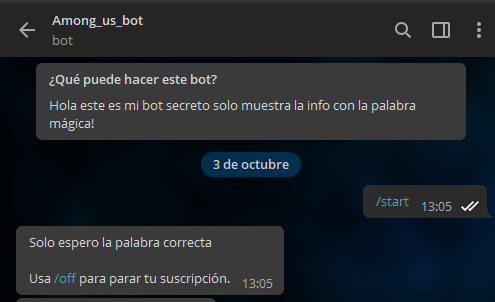 Among_us_bot
bot
¿Qué puede hacer este bot?
Hola este es mi bot secreto solo muestra la info con la palabra
mágica!
3 de octubre
/start 13:05
Solo espero la palabra correcta
Usa /off para parar tu suscripción. 13:05